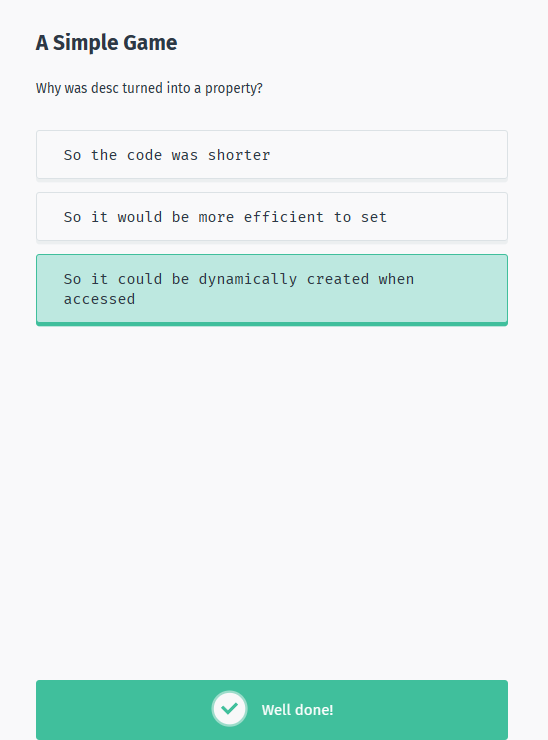 A Simple Game
Why was desc turned into a property?
So the code was shorter
So it would be more efficient to set
So it could be dynamically created when
accessed
Well done!